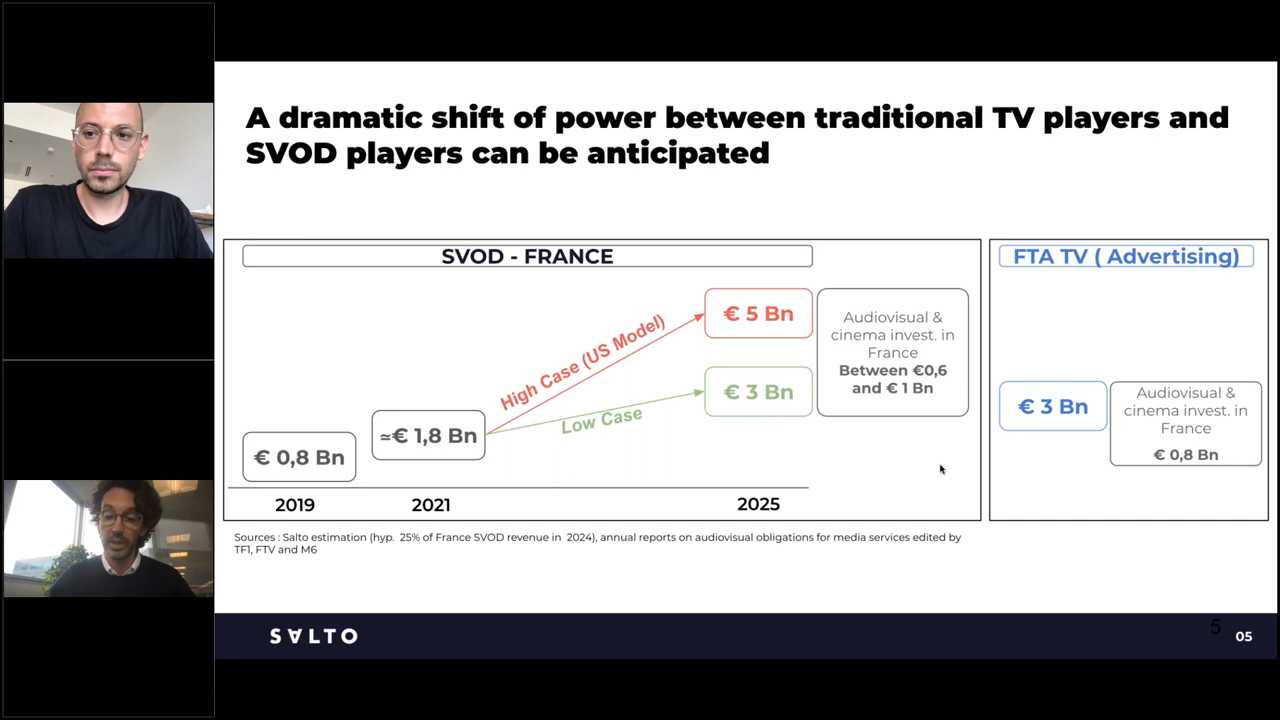 A dramatic shift of power between traditional TV players and
SVOD players can be anticipated
SVOD - FRANCE
€ 0,8 Bn
≃€ 1,8 Bn
High Case (US Model)
Low Case
€ 5 Bn
€ 3 Bn
2019
2021
2025
Audiovisual &
cinema invest. in
France
Between €0,6
and € 1 Bn
FTA TV ( Advertising)
€ 3 Bn
Audiovisual &
cinema invest. in
France
€ 0,8 Bn
Sources : Salto estimation (hyp. 25% of France SVOD revenue in 2024), annual reports on audiovisual obligations for media services edited by
TF1, FTV and M6
SALTO
5
05